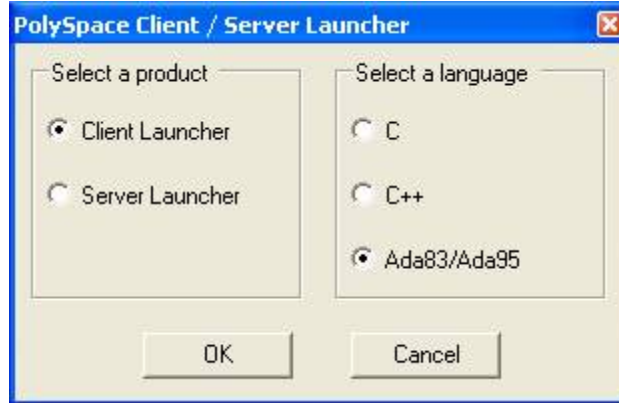 PolySpace Client / Server Launcher
Select a product
Client Launcher
Server Launcher
Select a language
C
C++
Ada83/Ada95
OK
Cancel